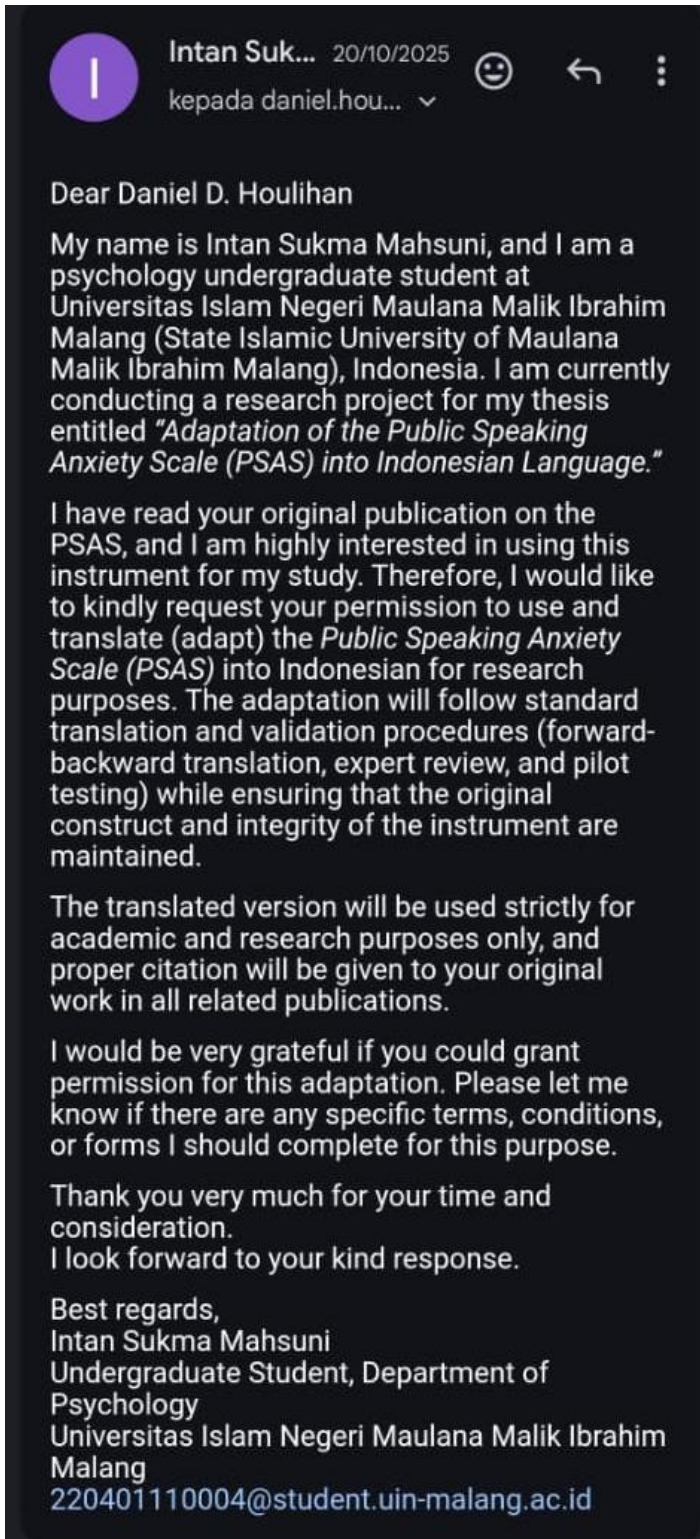 I
Intan Suk... 20/10/2025
kepada daniel.hou...
Dear Daniel D. Houlihan
My name is Intan Sukma Mahsuni, and I am a
psychology undergraduate student at
Universitas Islam Negeri Maulana Malik Ibrahim
Malang (State Islamic University of Maulana
Malik Ibrahim Malang), Indonesia. I am currently
conducting a research project for my thesis
entitled “Adaptation of the Public Speaking
Anxiety Scale (PSAS) into Indonesian Language.”
I have read your original publication on the
PSAS, and I am highly interested in using this
instrument for my study. Therefore, I would like
to kindly request your permission to use and
translate (adapt) the Public Speaking Anxiety
Scale (PSAS) into Indonesian for research
purposes. The adaptation will follow standard
translation and validation procedures (forward-
backward translation, expert review, and pilot
testing) while ensuring that the original
construct and integrity of the instrument are
maintained.
The translated version will be used strictly for
academic and research purposes only, and
proper citation will be given to your original
work in all related publications.
I would be very grateful if you could grant
permission for this adaptation. Please let me
know if there are any specific terms, conditions,
or forms I should complete for this purpose.
Thank you very much for your time and
consideration.
I look forward to your kind response.
Best regards,
Intan Sukma Mahsuni
Undergraduate Student, Department of
Psychology
Universitas Islam Negeri Maulana Malik Ibrahim
Malang
220401110004@student.uin-malang.ac.id